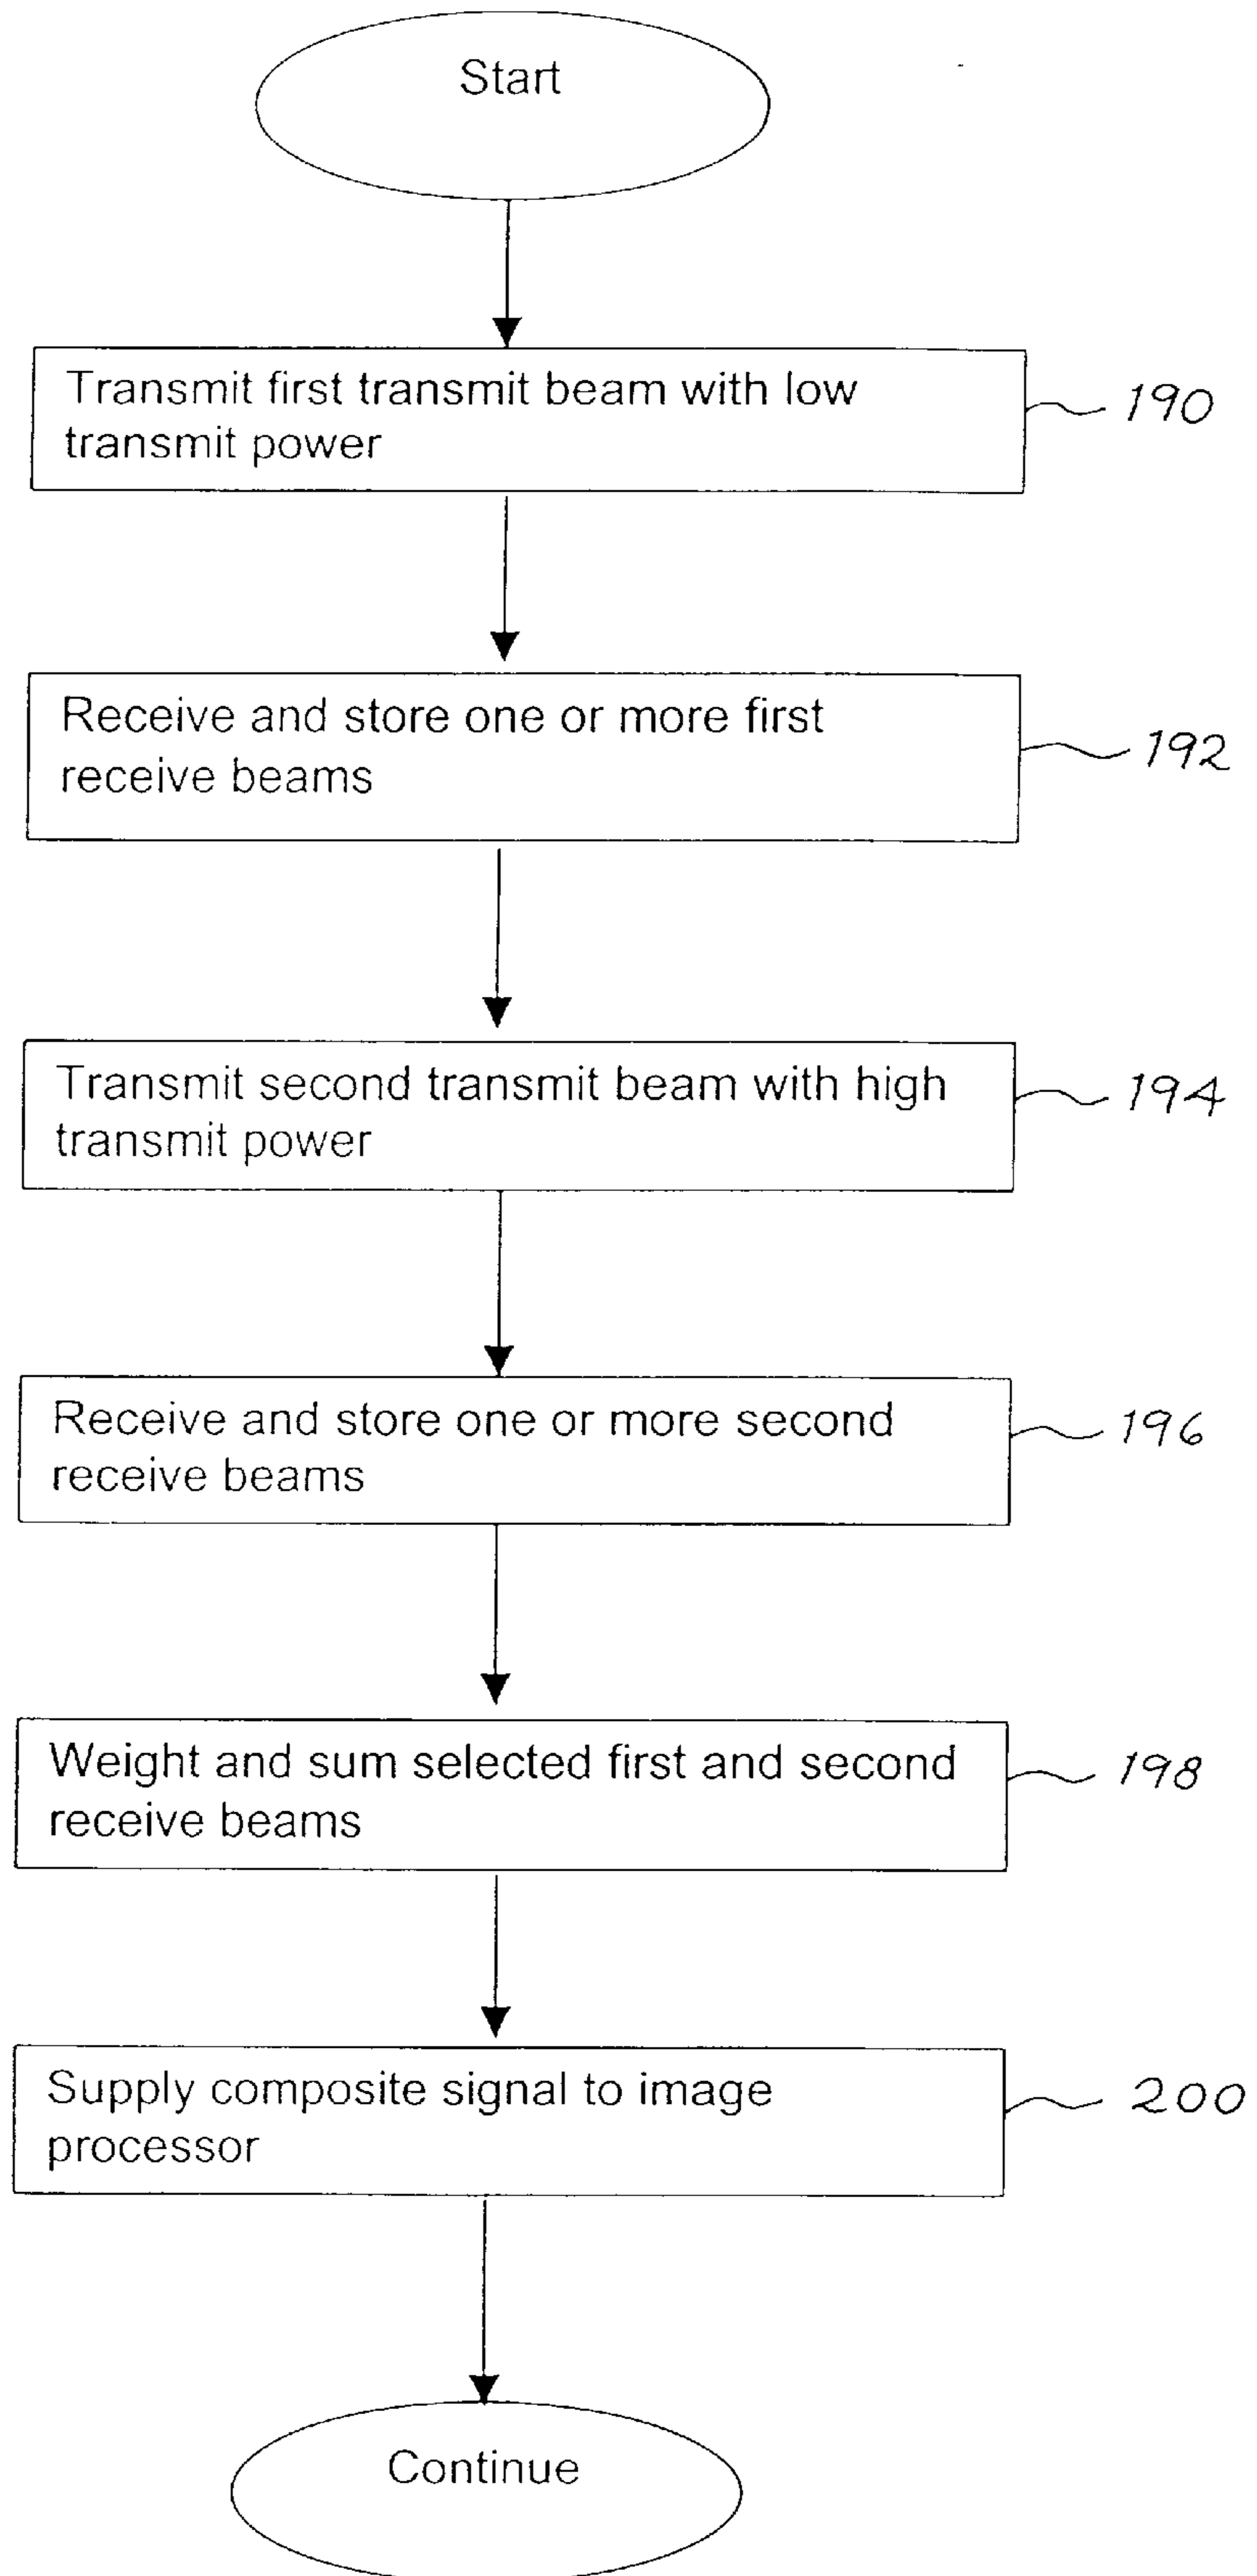 Start
Transmit first transmit beam with low
transmit power
190
Receive and store one or more first
receive beams
192
Transmit second transmit beam with high
transmit power
194
Receive and store one or more second
receive beams
196
Weight and sum selected first and second
receive beams
198
Supply composite signal to image
processor
200
Continue